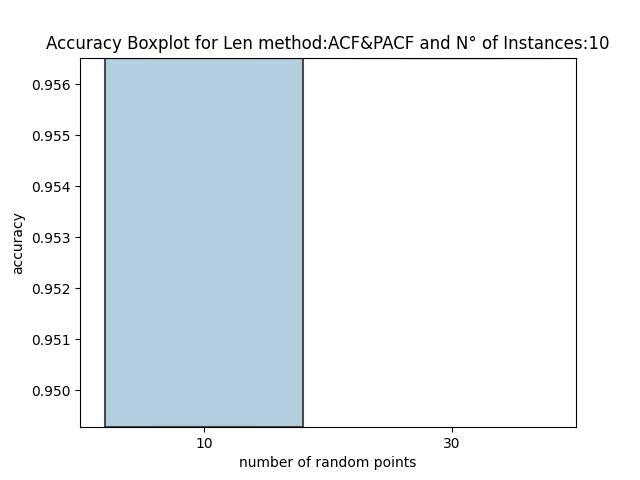 Accuracy Boxplot for Len method:ACF&PACF and N° of Instances:10
0.956
0.955
0.954
0.953
0.952
0.951
0.950
accuracy
10 30
number of random points